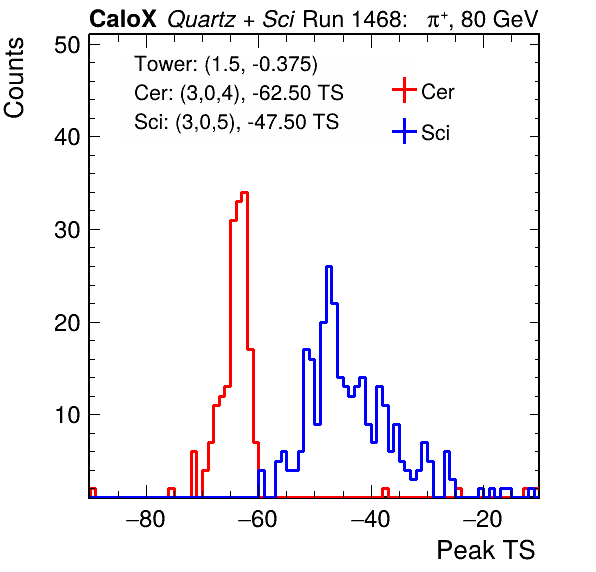 CaloX Quartz + Sci Run 1468: π⁺, 80 GeV
Counts
50
40
30
20
10
Tower: (1.5, -0.375)
Cer: (3,0,4), -62.50 TS
Sci: (3,0,5), -47.50 TS
Cer
Sci
−80 −60 −40 −20
Peak TS